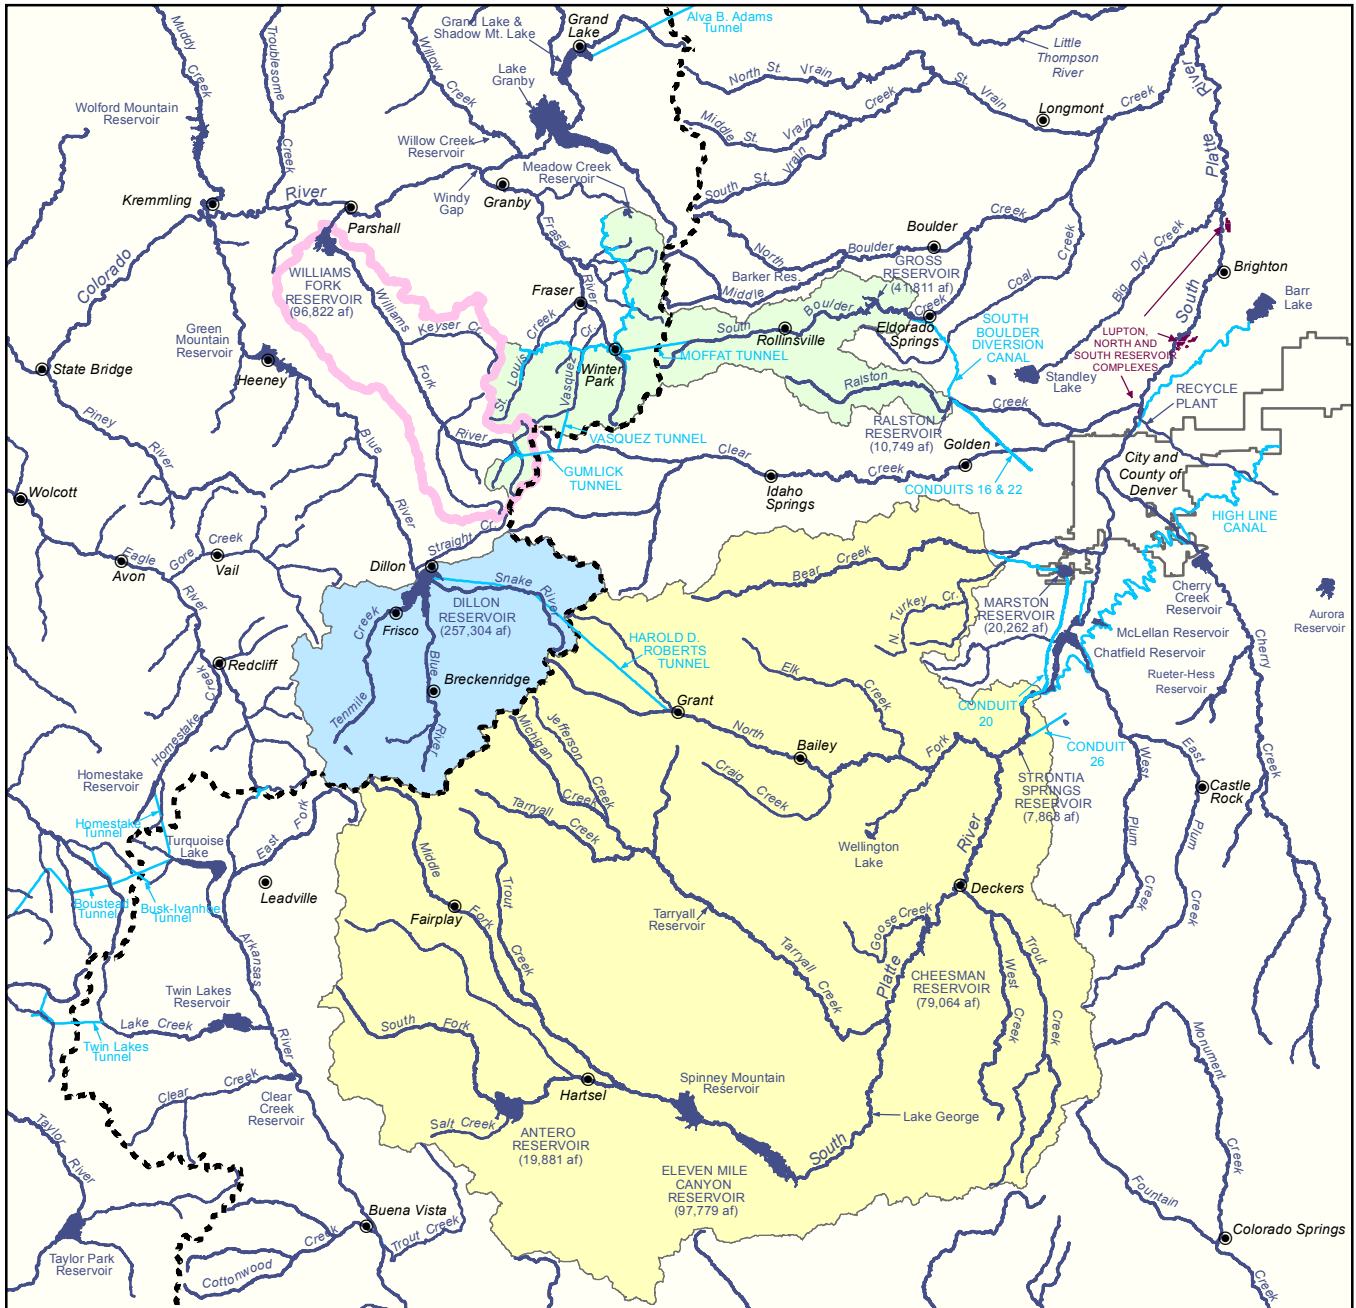 Muddy
Creek
Troublesome
Creek
Willow
Creek
Grand Lake &
Shadow Mt. Lake
Grand
Lake
Alva B. Adams
Tunnel
Little
Thompson
River
Wolford Mountain
Reservoir
Lake
Granby
North St. Vrain
Creek
St.
Vrain
Creek
Longmont
River
Platte
Willow Creek
Reservoir
Middle
St.
Vrain
Meadow Creek
Reservoir
South
St.
Vrain
Kremmling
River
Parshall
Windy
Gap
Granby
Fraser
River
Colorado
WILLIAMS
FORK
RESERVOIR
(96,822 af)
North
Boulder
Creek
Boulder
Barker Res.
Middle
GROSS
RESERVOIR
(41,811 af)
Coal
Creek
Big Dry Creek
Brighton
Barr
Lake
South
Fraser
Williams
Fork
Keyser Cr.
Creek
St. Louis
Cr.
Vasquez
Winter
Park
South
Boulder
Creek
Rollinsville
Eldorado
Springs
MOFFAT TUNNEL
SOUTH
BOULDER
DIVERSION
CANAL
LUPTON,
NORTH AND
SOUTH RESERVOIR
COMPLEXES
Standley
Lake
RECYCLE
PLANT
Green
Mountain
Reservoir
Heeney
State Bridge
Piney
River
Blue
River
Ralston
Creek
RALSTON
RESERVOIR
(10,749 af)
Golden
River
VASQUEZ TUNNEL
GUMLICK
TUNNEL
Clear
Creek
Idaho
Springs
CONDUITS 16 & 22
City and
County of
Denver
HIGH LINE
CANAL
Wolcott
Eagle
River
Avon
Gore
Creek
Vail
Straight
Cr.
Dillon
Snake
River
DILLON
RESERVOIR
(257,304 af)
Frisco
Tenmile
Creek
Blue
River
Breckenridge
HAROLD D.
ROBERTS
TUNNEL
Bear Creek
N. Turkey Cr.
MARSTON
RESERVOIR
(20,262 af)
Cherry
Creek
Reservoir
Aurora
Reservoir
McLellan Reservoir
Chatfield Reservoir
Rueter-Hess
Reservoir
Cherry
Creek
Redcliff
Homestake
Creek
Elk
Creek
Grant
North
Fork
Bailey
CONDUIT
20
CONDUIT
26
Michigan
Creek
Jefferson
Creek
Craig
Creek
STRONTIA
SPRINGS
RESERVOIR
(7,863 af)
West
Plum
Creek
East
Plum
Creek
Castle
Rock
Homestake
Reservoir
Homestake
Tunnel
Turquoise
Lake
East
Fork
Tarryall
Creek
Wellington
Lake
River
Deckers
Boustead
Tunnel
Busk-Ivanhoe
Tunnel
Leadville
Middle
Fork
Trout
Creek
Fairplay
Tarryall
Reservoir
Tarryall
Creek
Goose Creek
Platte
CHEESMAN
RESERVOIR
(79,064 af)
West
Creek
Trout
Creek
Arkansas
River
Twin Lakes
Reservoir
Lake Creek
Twin Lakes
Tunnel
South
Fork
Spinney Mountain
Reservoir
Monument
Creek
Clear
Creek
Clear
Creek
Reservoir
Hartsel
Salt Creek
ANTERO
RESERVOIR
(19,881 af)
Lake George
South
ELEVEN MILE
CANYON
RESERVOIR
(97,779 af)
Taylor
River
Taylor Park
Reservoir
Buena Vista
Cottonwood
Creek
Trout Creek
Fountain
Creek
Colorado Springs